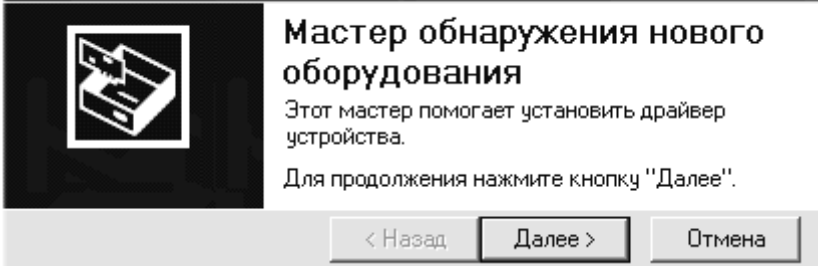 Мастер обнаружения нового
оборудования
Этот мастер помогает установить драйвер
устройства.
Для продолжения нажмите кнопку "Далее".
< Назад Далее > Отмена